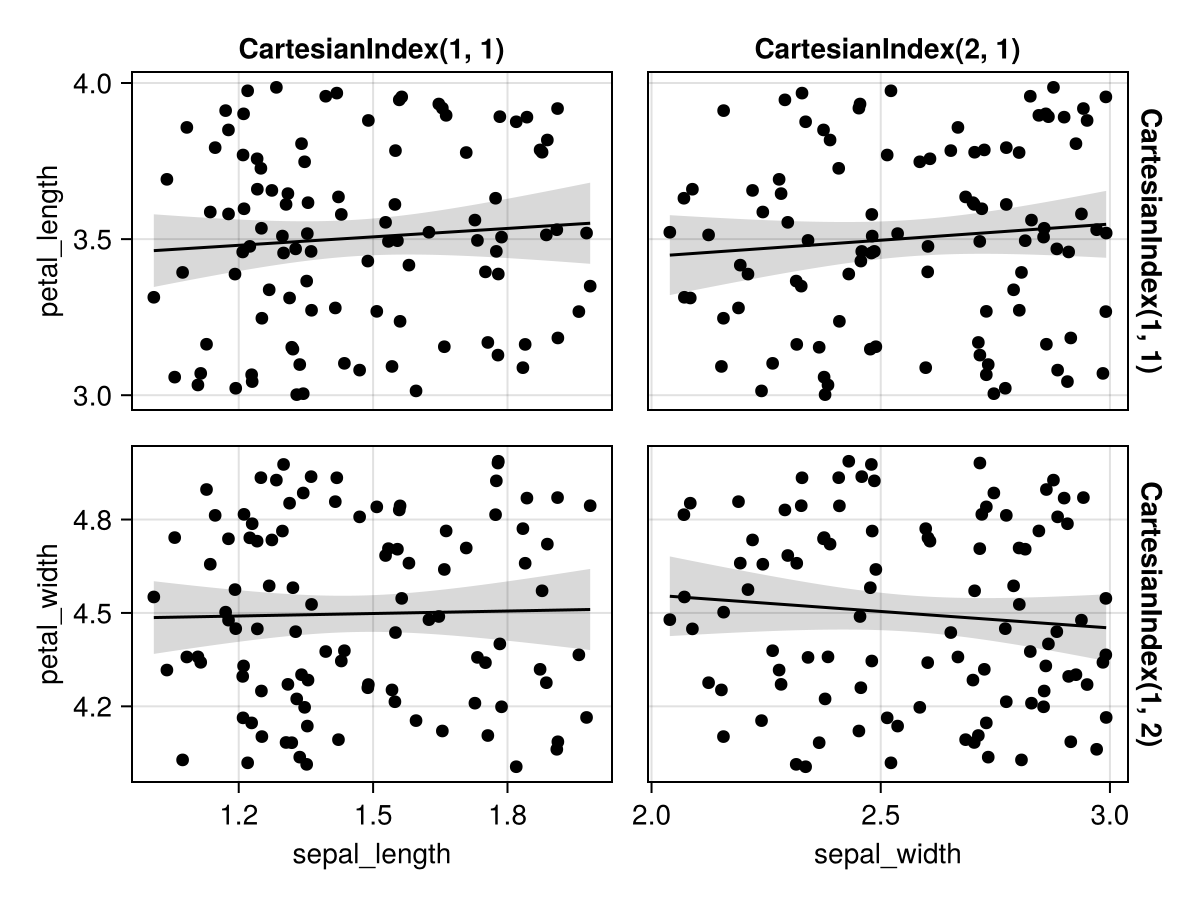 CartesianIndex(1, 1)
CartesianIndex(2, 1)
petal_length
4.0
3.5
3.0
CartesianIndex(1, 1)
petal_width
4.8
4.5
4.2
CartesianIndex(1, 2)
1.2
1.5
1.8
2.0
2.5
3.0
sepal_length
sepal_width